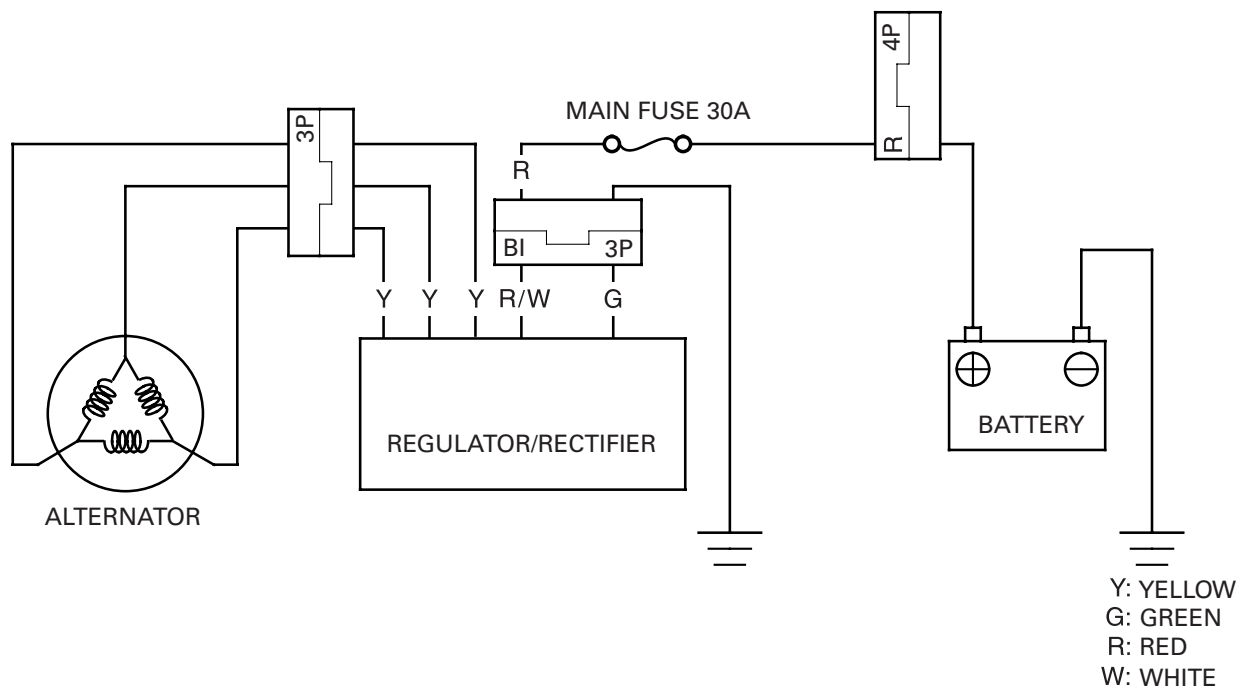 4P
MAIN FUSE 30A
3P
R
R
BI 3P
Y Y Y R/W G
REGULATOR/RECTIFIER
BATTERY
ALTERNATOR
Y: YELLOW
G: GREEN
R: RED
W: WHITE